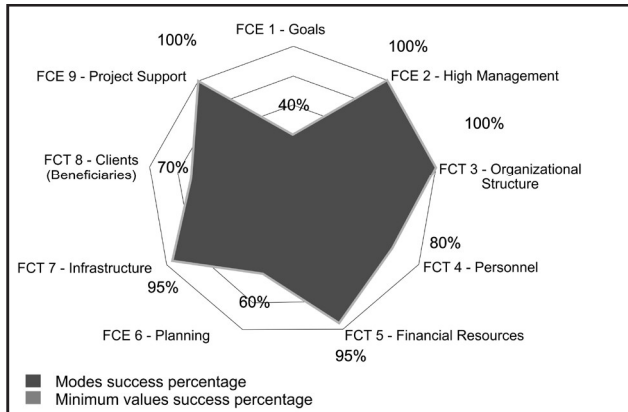 FCE 1 - Goals
100%
100%
FCE 9 - Project Support
FCE 2 - High Management
40%
100%
FCT 8 - Clients
(Beneficiaries)
70%
FCT 3 - Organizational
Structure
80%
FCT 7 - Infrastructure
FCT 4 - Personnel
95%
60%
FCE 6 - Planning
FCT 5 - Financial Resources
95%
Modes success percentage
Minimum values success percentage